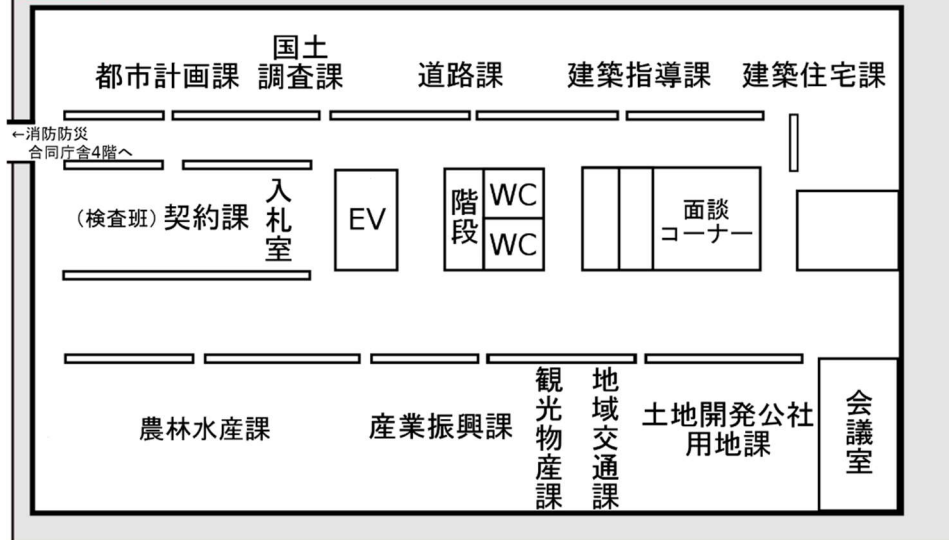 都市計画課
国土
調査課
道路課
建築指導課
建築住宅課
←消防防災
合同庁舎4階へ
（検査班）契約課
入札室
EV
階段
WC
WC
面談
コーナー
農林水産課
産業振興課
観光物産課
地域交通課
土地開発公社
用地課
会議室